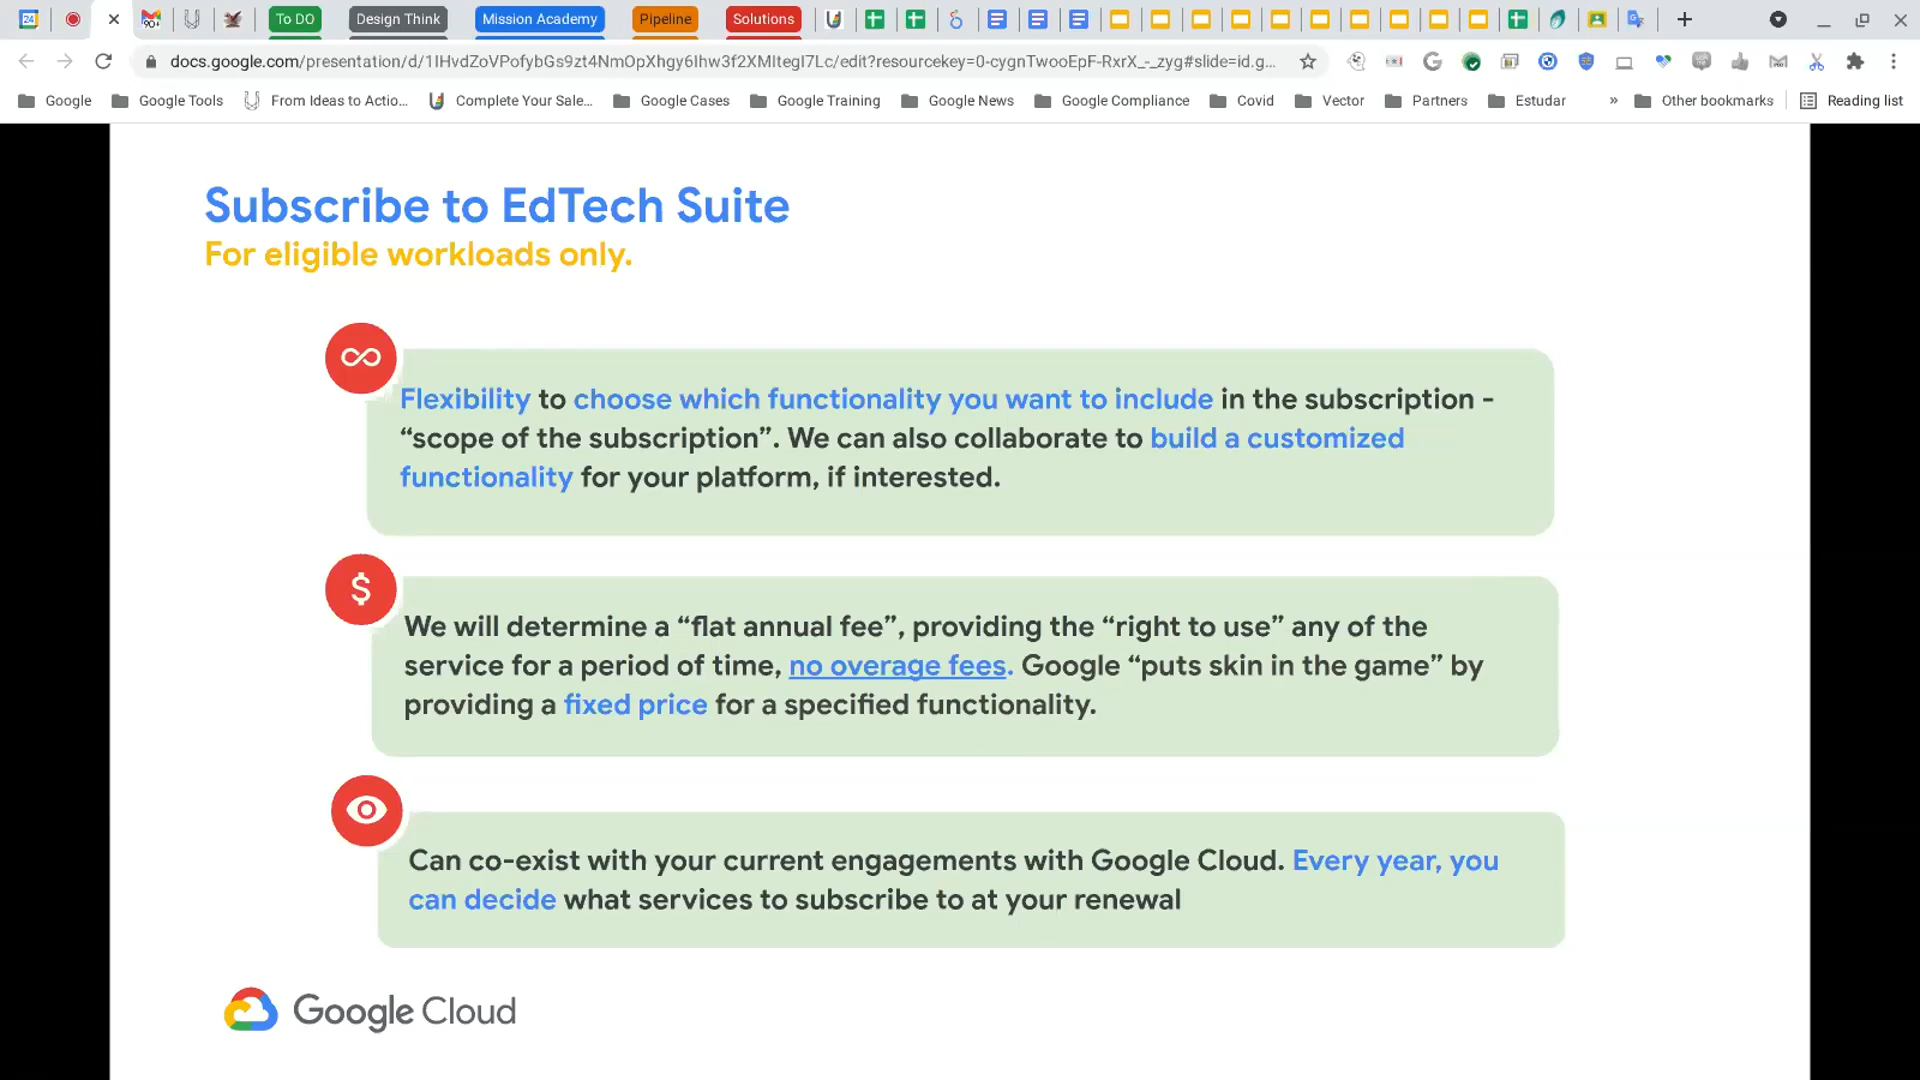 24
90+
To DO
Design Think
Mission Academy
Pipeline
Solutions
docs.google.com/presentation/d/1IHvdZoVPofybGs9zt4NmOpXhgy6Ihw3f2XMItegI7Lc/edit?resourcekey=0-cygnTwooEpF-RxrX_-_zyg#slide=id.g...
Google
Google Tools
From Ideas to Actio...
Complete Your Sale...
Google Cases
Google Training
Google News
Google Compliance
Covid
Vector
Partners
Estudar
»
Other bookmarks
Reading list
Subscribe to EdTech Suite
For eligible workloads only.
Flexibility to choose which functionality you want to include in the subscription -
“scope of the subscription”. We can also collaborate to build a customized
functionality for your platform, if interested.
$
We will determine a “flat annual fee”, providing the “right to use” any of the
service for a period of time, no overage fees. Google “puts skin in the game” by
providing a fixed price for a specified functionality.
Can co-exist with your current engagements with Google Cloud. Every year, you
can decide what services to subscribe to at your renewal
Google Cloud